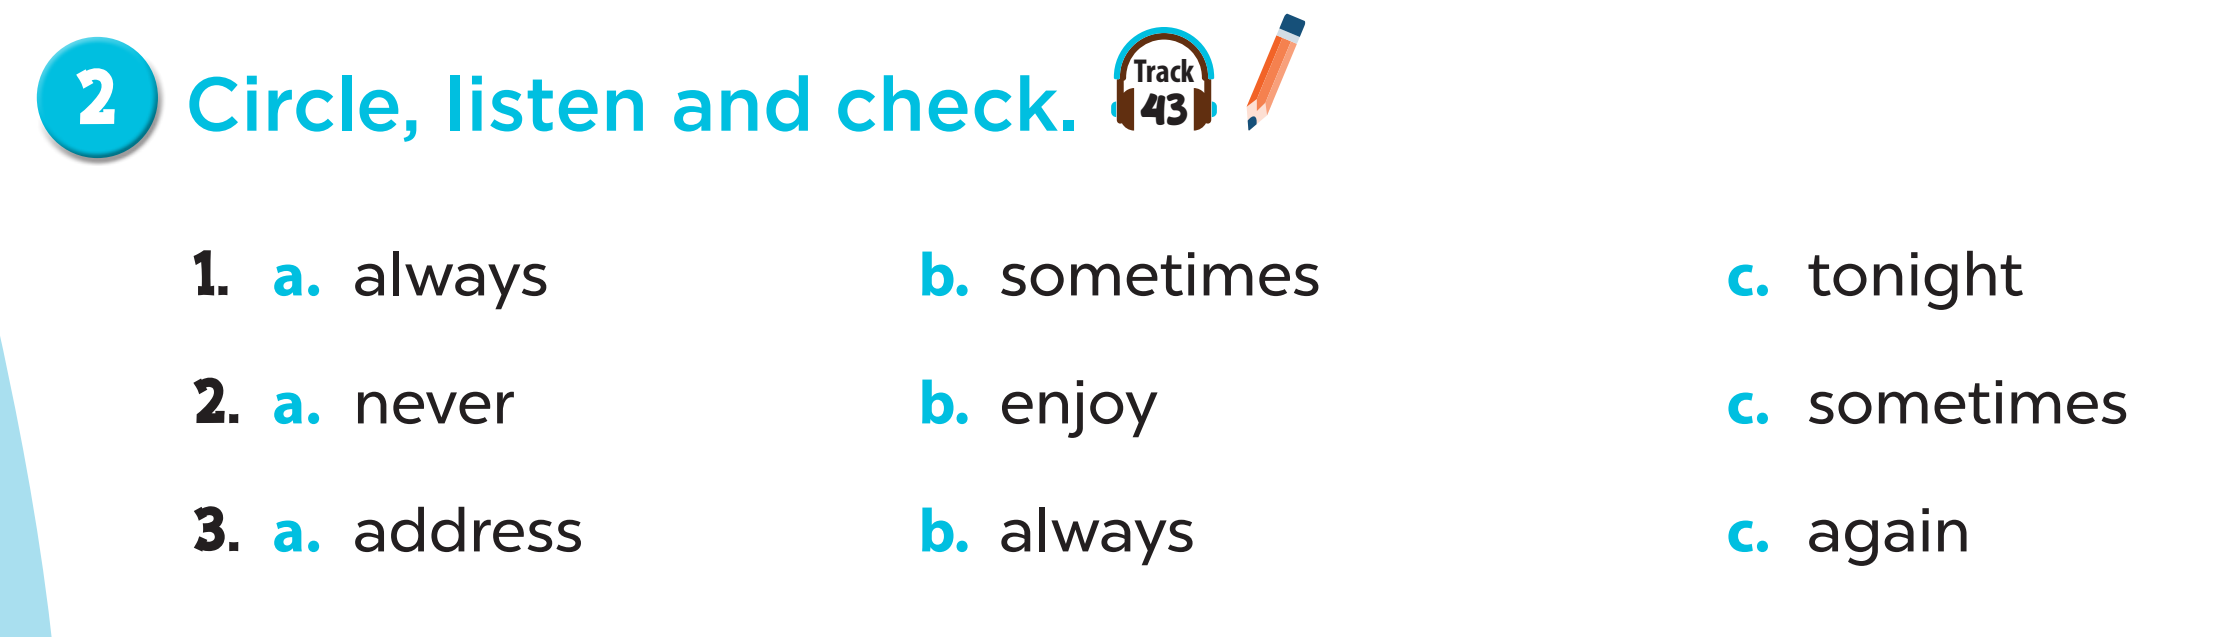 2 Circle, listen and check. Track 43
1. a. always b. sometimes c. tonight
2. a. never b. enjoy c. sometimes
3. a. address b. always c. again